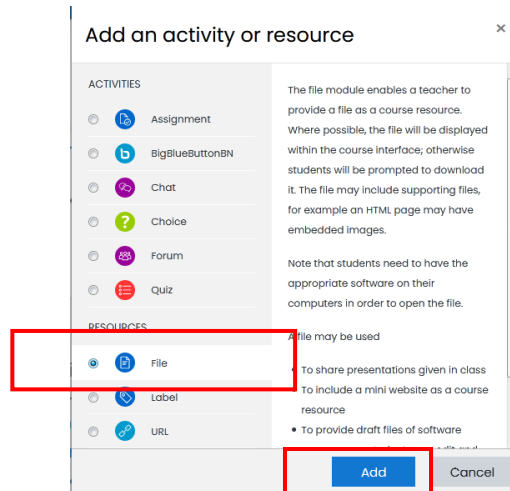 Add an activity or resource
×
ACTIVITIES
Assignment
BigBlueButtonBN
Chat
Choice
Forum
Quiz
RESOURCES
File
Label
URL
The file module enables a teacher to
provide a file as a course resource.
Where possible, the file will be displayed
within the course interface; otherwise
students will be prompted to download
it. The file may include supporting files,
for example an HTML page may have
embedded images.
Note that students need to have the
appropriate software on their
computers in order to open the file.
A file may be used
• To share presentations given in class
• To include a mini website as a course
resource
• To provide draft files of software
Add
Cancel